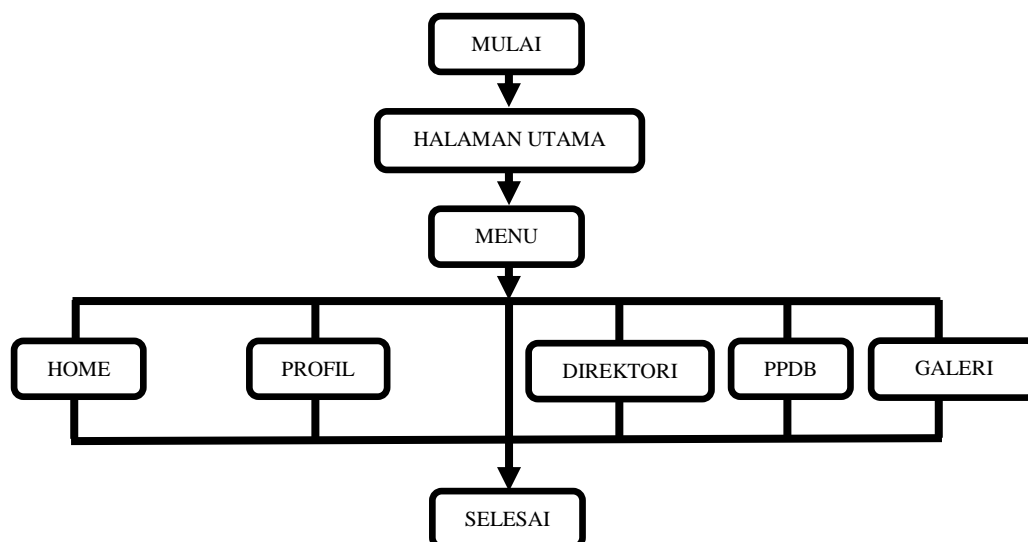 MULAI
HALAMAN UTAMA
MENU
HOME
PROFIL
DIREKTORI
PPDB
GALERI
SELESAI